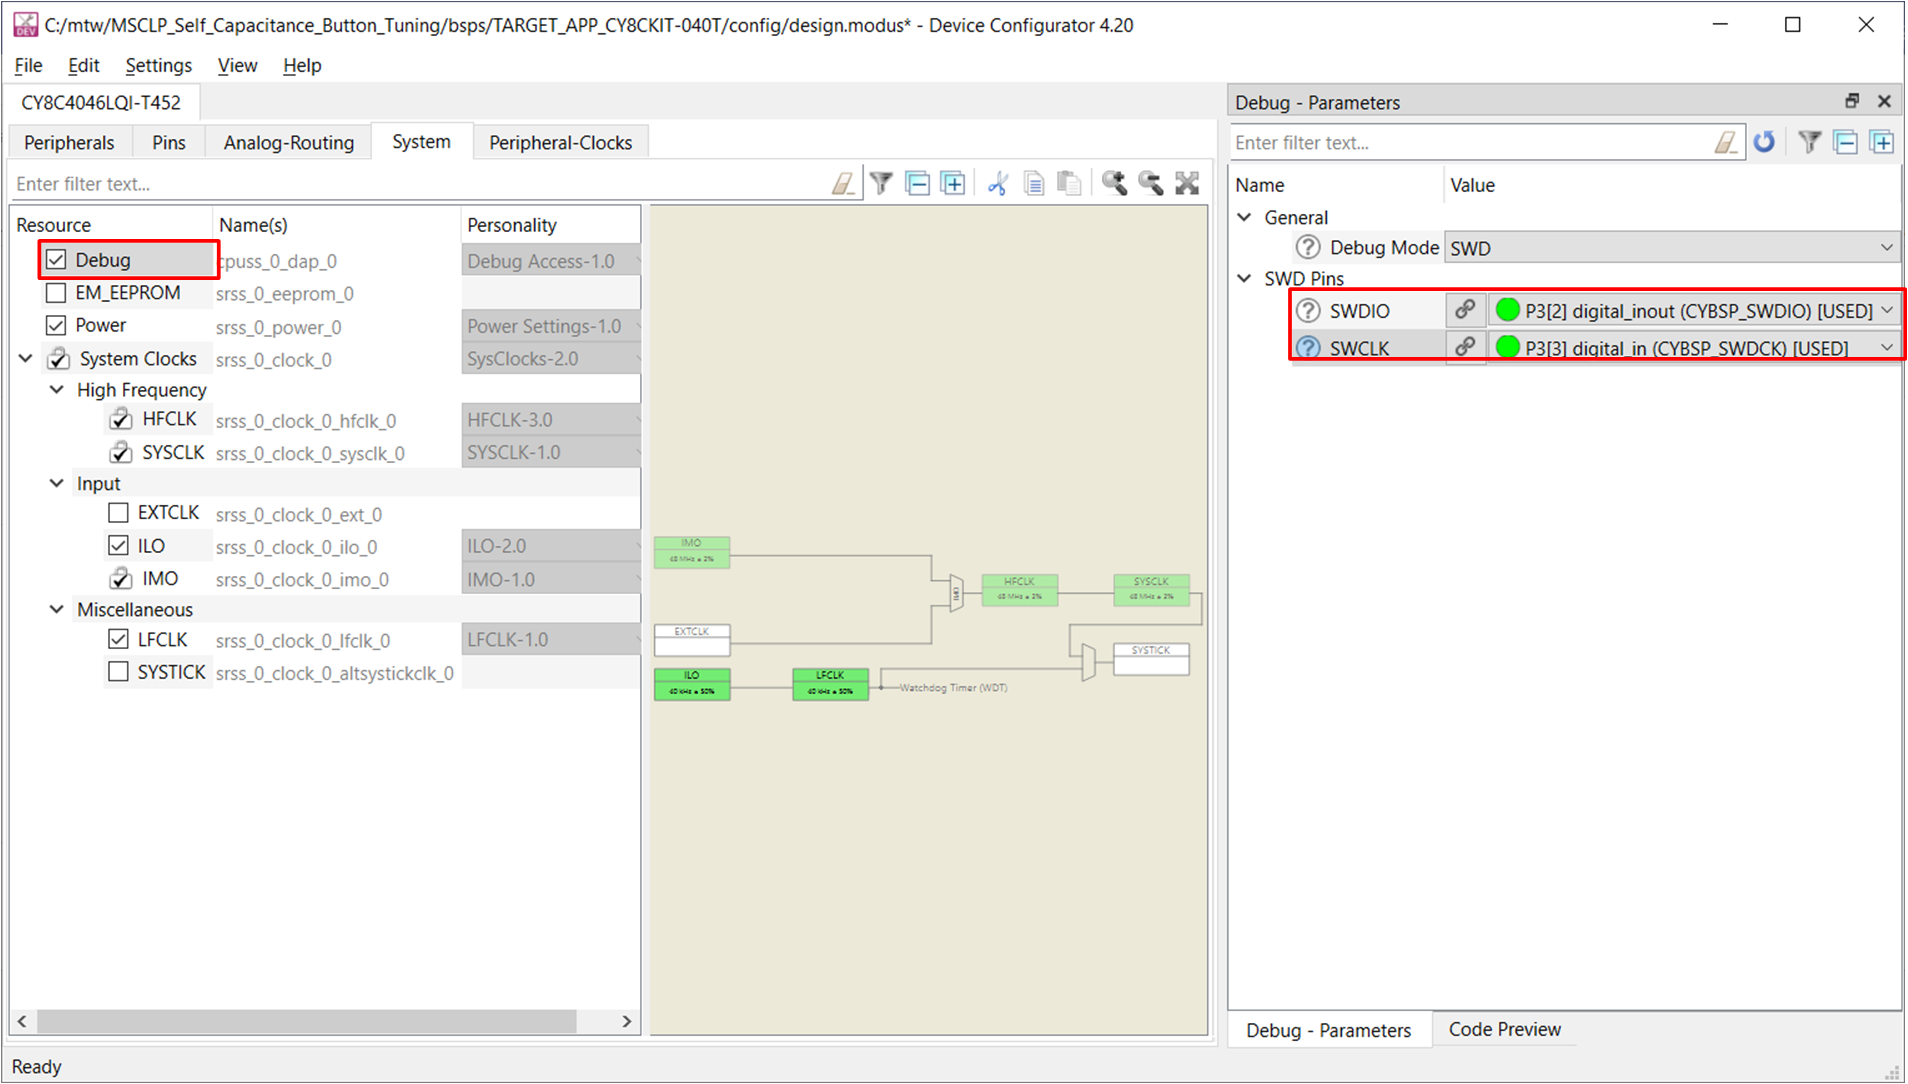 C:/mtw/MSCLP_Self_Capacitance_Button_Tuning/bsps/TARGET_APP_CY8CKIT-040T/config/design.modus* - Device Configurator 4.20
File Edit Settings View Help
CY8C4046LQI-T452
Peripherals Pins Analog-Routing System Peripheral-Clocks
Enter filter text...
Resource Name(s) Personality
Debug cpuss_0_dap_0 Debug Access-1.0
EM_EEPROM srss_0_eeprom_0
Power srss_0_power_0 Power Settings-1.0
System Clocks srss_0_clock_0 SysClocks-2.0
High Frequency
HFCLK srss_0_clock_0_hfclk_0 HFCLK-3.0
SYSCLK srss_0_clock_0_sysclk_0 SYSCLK-1.0
Input
EXTCLK srss_0_clock_0_ext_0
ILO srss_0_clock_0_ilo_0 ILO-2.0
IMO srss_0_clock_0_imo_0 IMO-1.0
Miscellaneous
LFCLK srss_0_clock_0_lfclk_0 LFCLK-1.0
SYSTICK srss_0_clock_0_altsystickclk_0
IMO
48 MHz ± 2%
IMO
HFCLK
48 MHz ± 2%
SYSCLK
48 MHz ± 2%
EXTCLK
SYSTICK
ILO
40 kHz ± 50%
LFCLK
40 kHz ± 50%
Watchdog Timer (WDT)
Debug - Parameters
Enter filter text...
Name Value
General
Debug Mode SWD
SWD Pins
SWDIO P3[2] digital_inout (CYBSP_SWDIO) [USED]
SWCLK P3[3] digital_in (CYBSP_SWDCK) [USED]
Debug - Parameters Code Preview
Ready